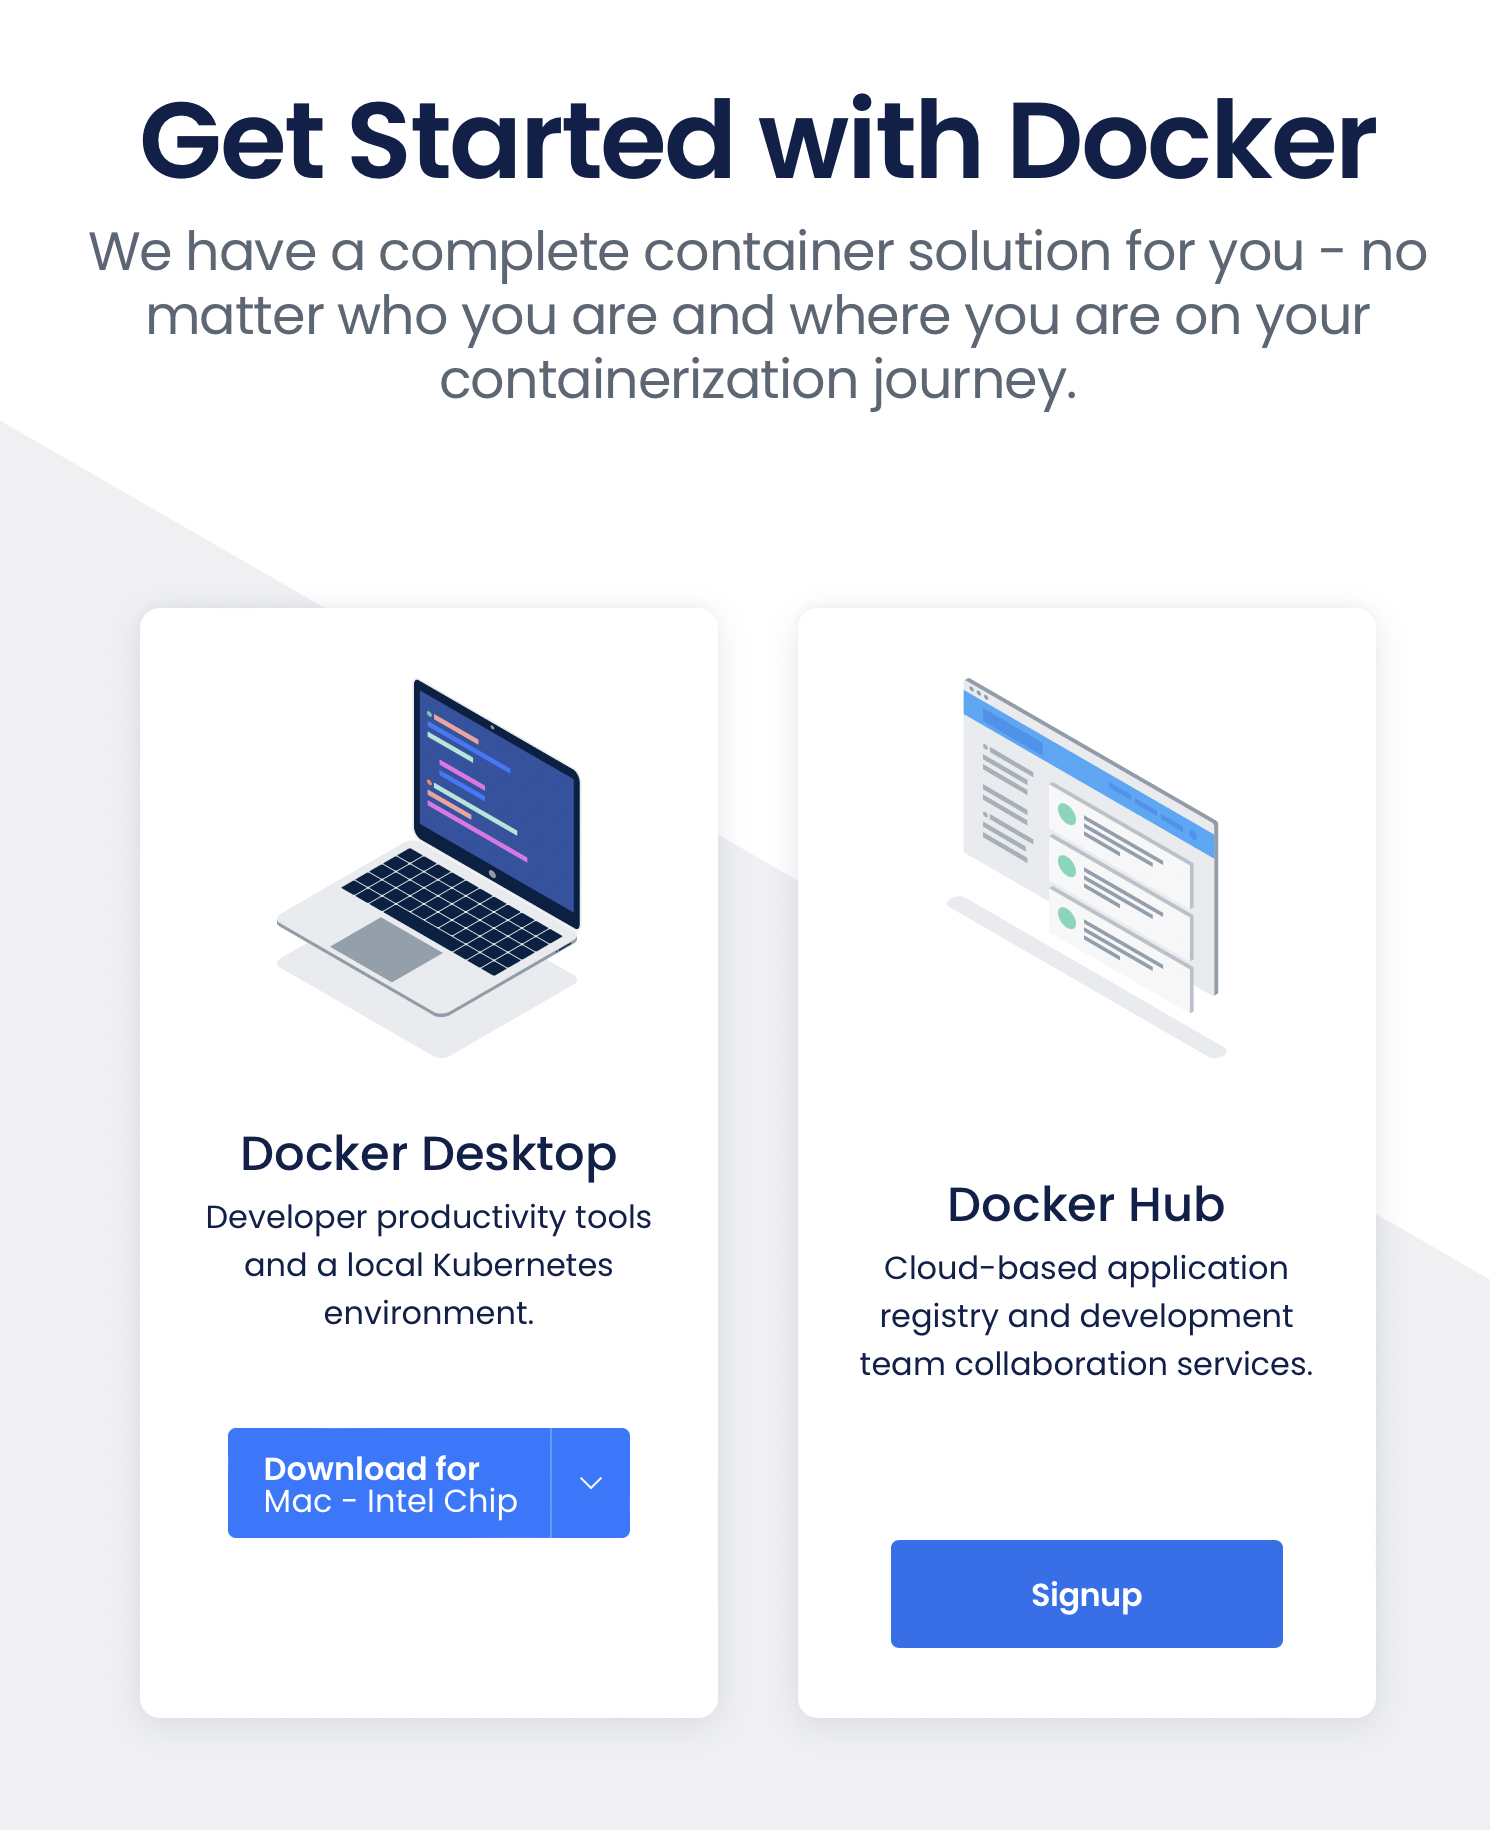 Get Started with Docker
We have a complete container solution for you - no
matter who you are and where you are on your
containerization journey.
Docker Desktop
Developer productivity tools
and a local Kubernetes
environment.
Download for
Mac - Intel Chip
Docker Hub
Cloud-based application
registry and development
team collaboration services.
Signup